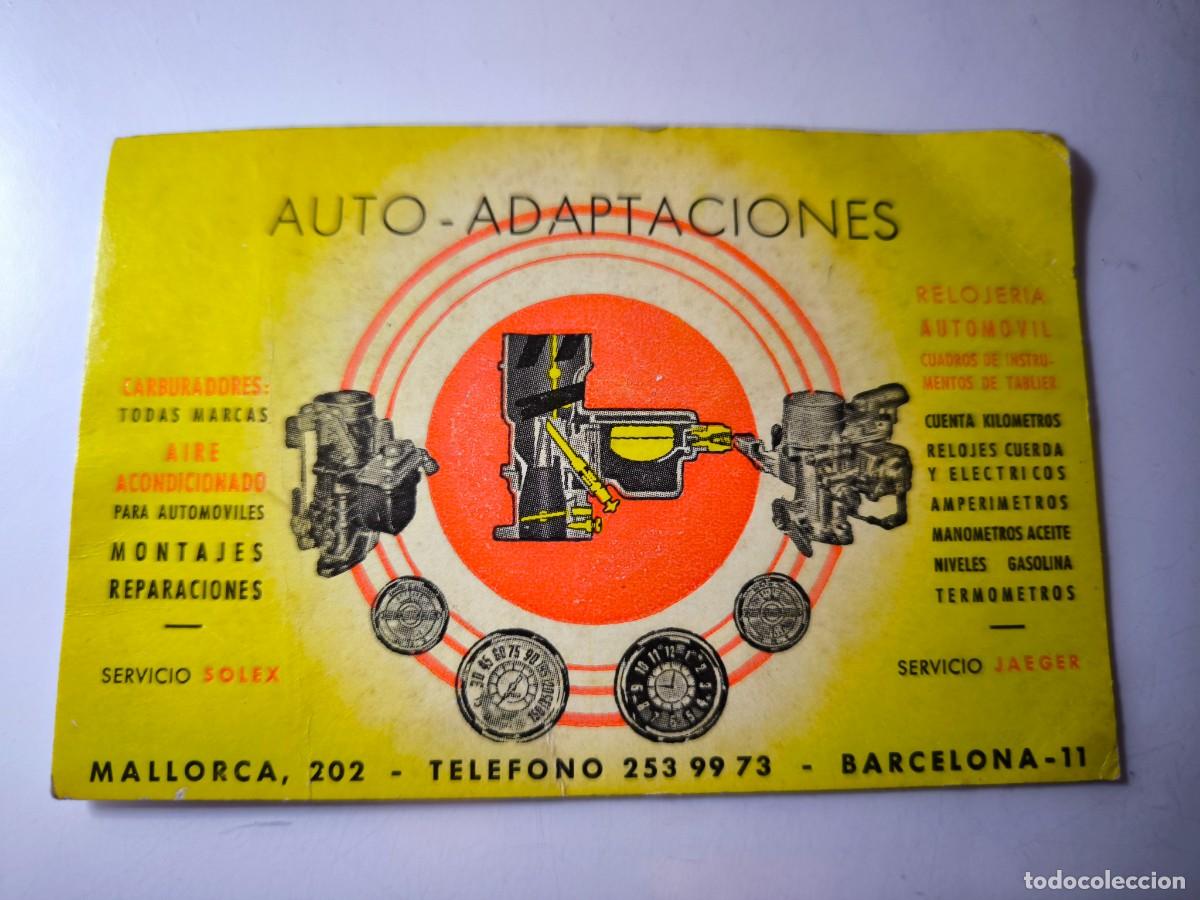 AUTO-ADAPTACIONES
CARBURADORES:
TODAS MARCAS
AIRE
ACONDICIONADO
PARA AUTOMOVILES
MONTAJES
REPARACIONES
SERVICIO SOLEX
RELOJERIA
AUTOMOVIL
CUADROS DE INSTRU-
MENTOS DE TABLIER
CUENTA KILOMETROS
RELOJES CUERDA
Y ELECTRICOS
AMPERIMETROS
MANOMETROS ACEITE
NIVELES GASOLINA
TERMOMETROS
SERVICIO JAEGER
MALLORCA, 202 - TELEFONO 253 99 73 - BARCELONA-11
todocoleccion